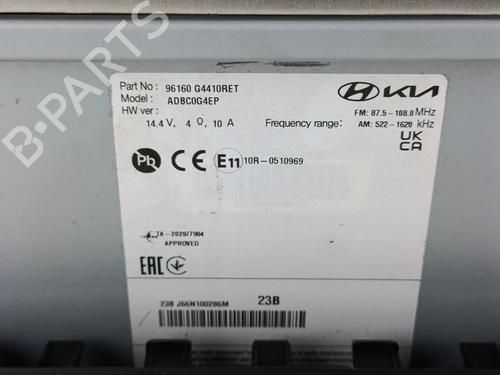 Part No : 96160 G4410RET
Model : ADBC0G4EP
HW ver :
14.4 V, 4 Ω, 10 A
KIA
FM: 87.5-108.0 MHz
Frequency range: AM: 522-1620 kHz
UK
CA
Pb CE E11 10R-0510969
TA-2020/7904
APPROVED
EAC
23B J66N100286M 23B
B-Parts